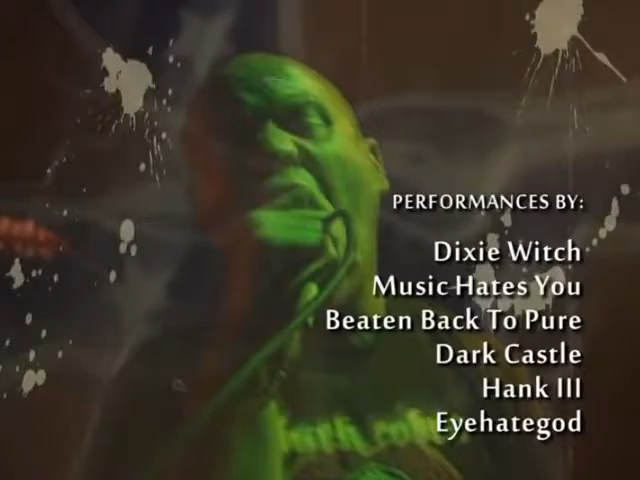 PERFORMANCES BY:
Dixie Witch
Music Hates You
Beaten Back To Pure
Dark Castle
Hank III
Eyehategod